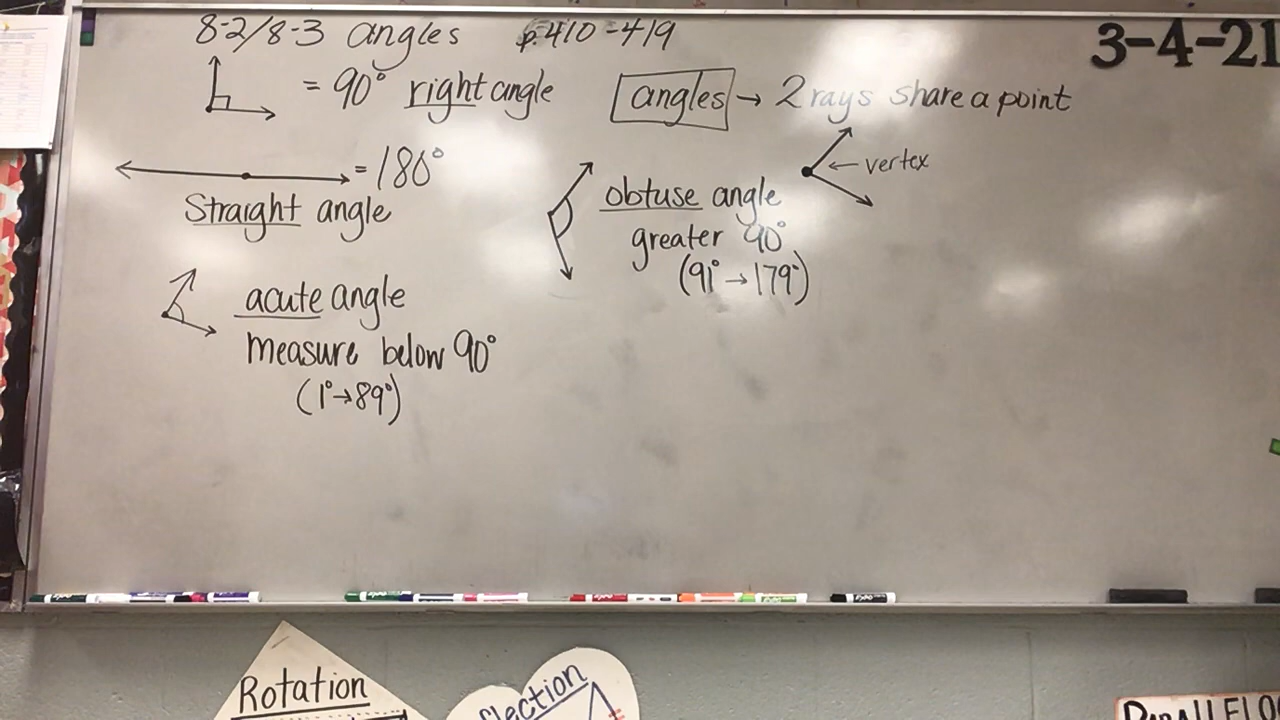 8-2/8-3 angles p.410-419
3-4-21
= 90° right angle
angles → 2 rays share a point
← vertex
= 180°
Straight angle
obtuse angle
greater 90°
(91° → 179°)
acute angle
measure below 90°
(1° → 89°)
Rotation
flection
PARALLELO